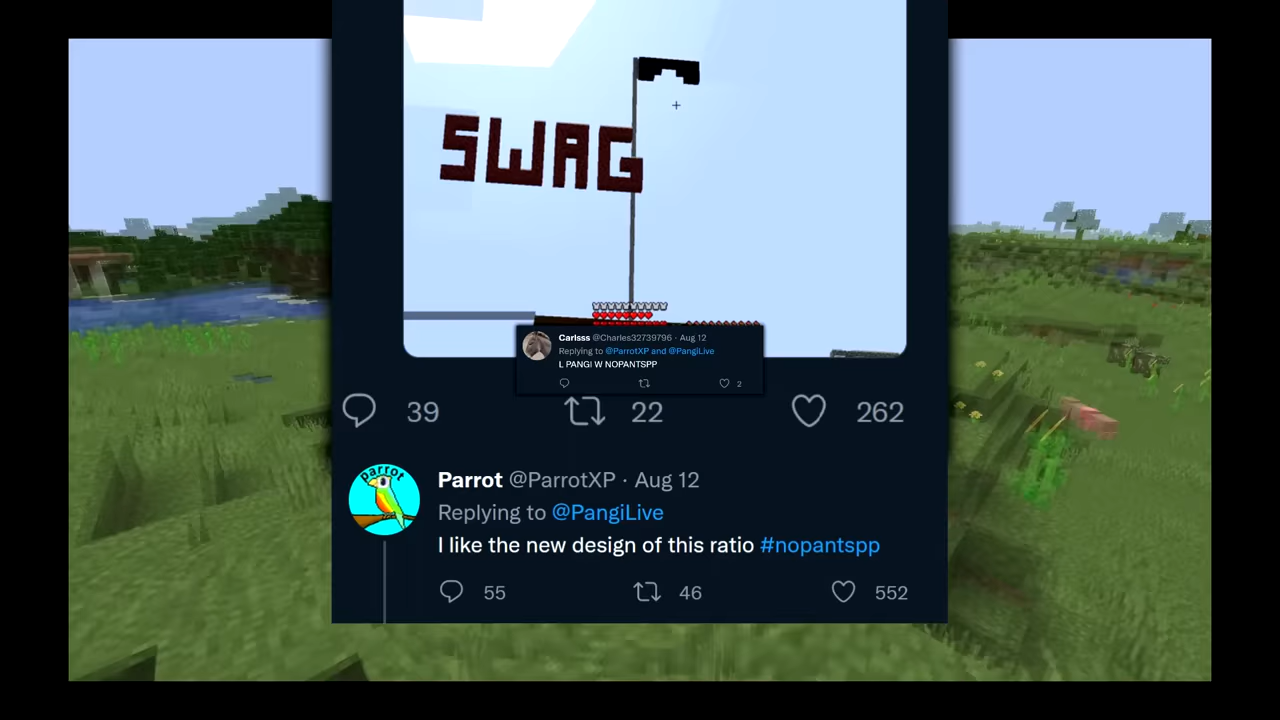 SWAG
Carlsss @Charles32739796 · Aug 12
Replying to @ParrotXP and @PangiLive
L PANGI W NOPANTSPP
2
39 22 262
parrot
Parrot @ParrotXP · Aug 12
Replying to @PangiLive
I like the new design of this ratio #nopantspp
55 46 552